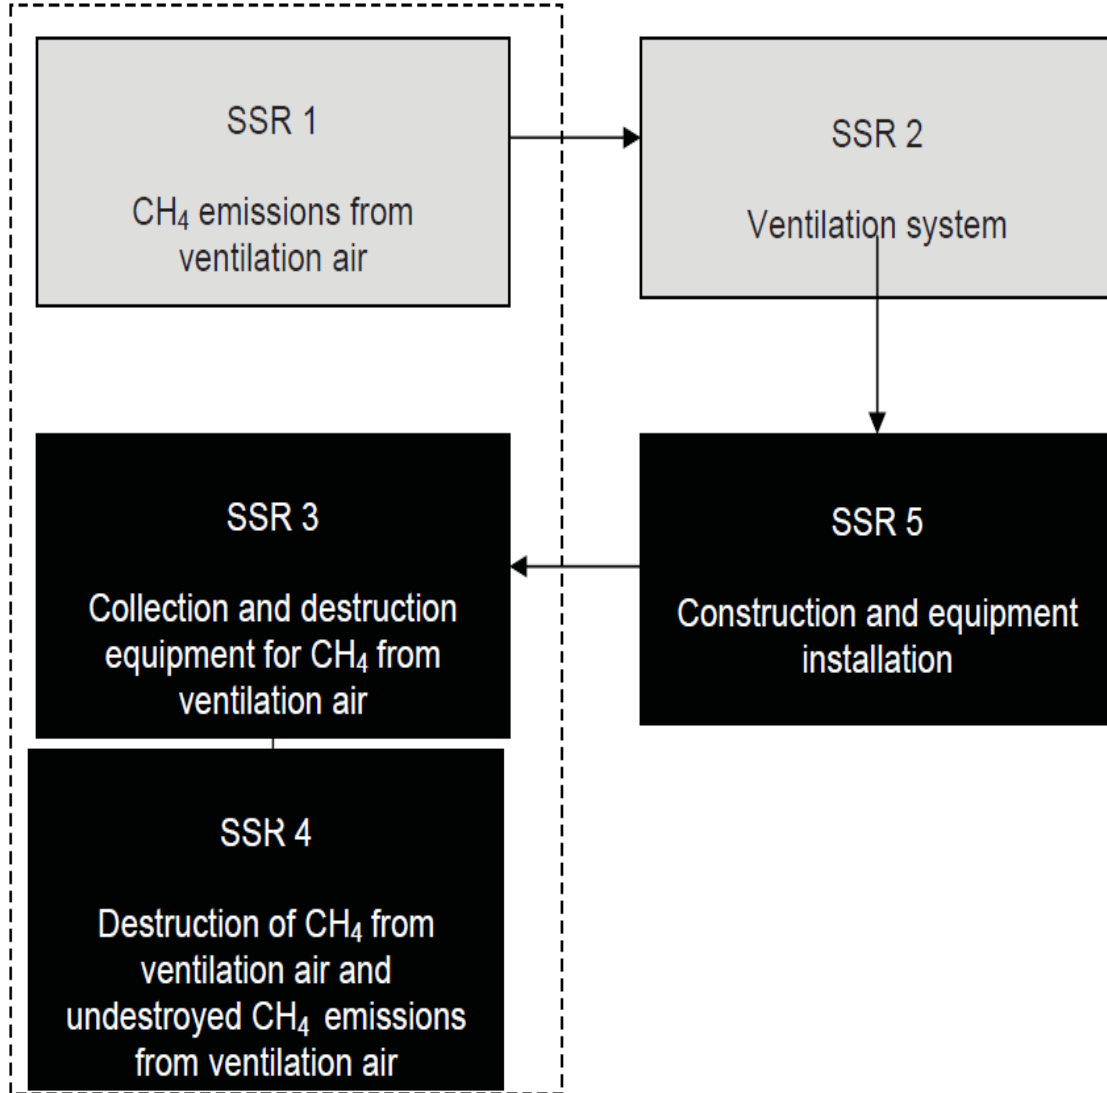 SSR 1
CH₄ emissions from
ventilation air
SSR 2
Ventilation system
SSR 3
Collection and destruction
equipment for CH₄ from
ventilation air
SSR 5
Construction and equipment
installation
SSR 4
Destruction of CH₄ from
ventilation air and
undestroyed CH₄ emissions
from ventilation air